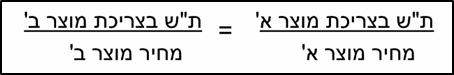 ת"ש בצריכת מוצר א' = ת"ש בצריכת מוצר ב'
מחיר מוצר א' מחיר מוצר ב'